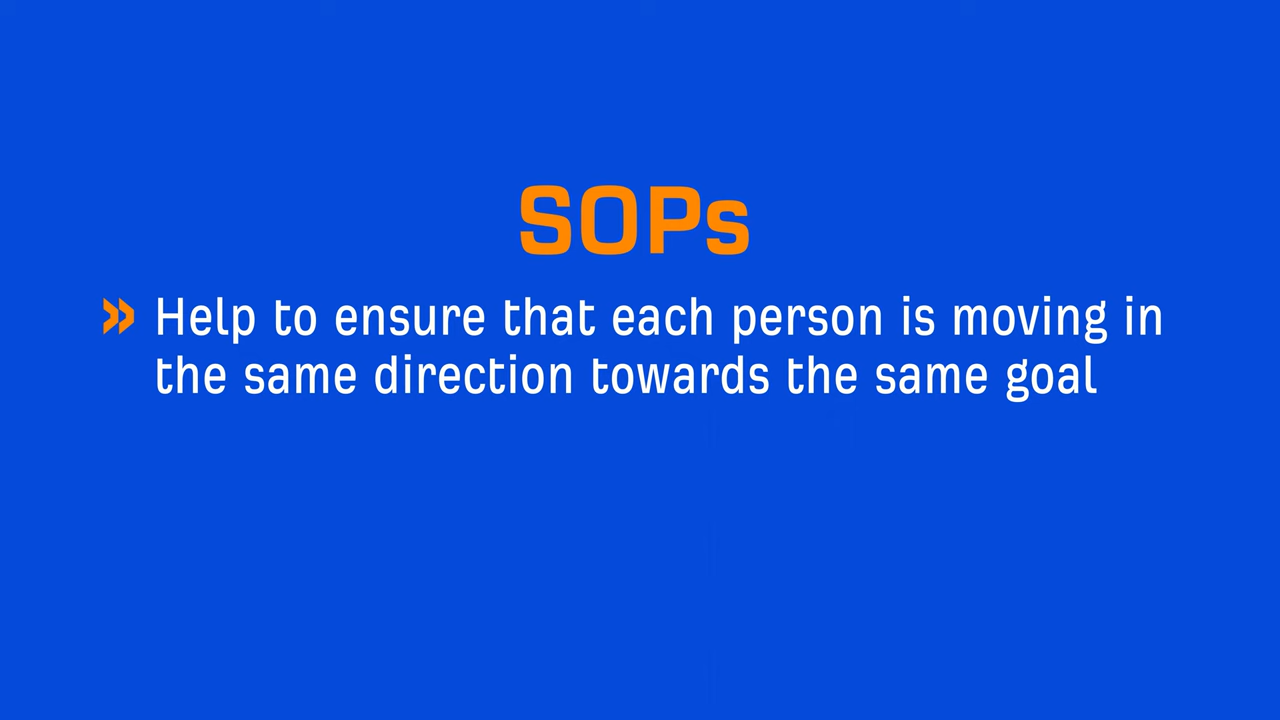 SOPs
» Help to ensure that each person is moving in
the same direction towards the same goal